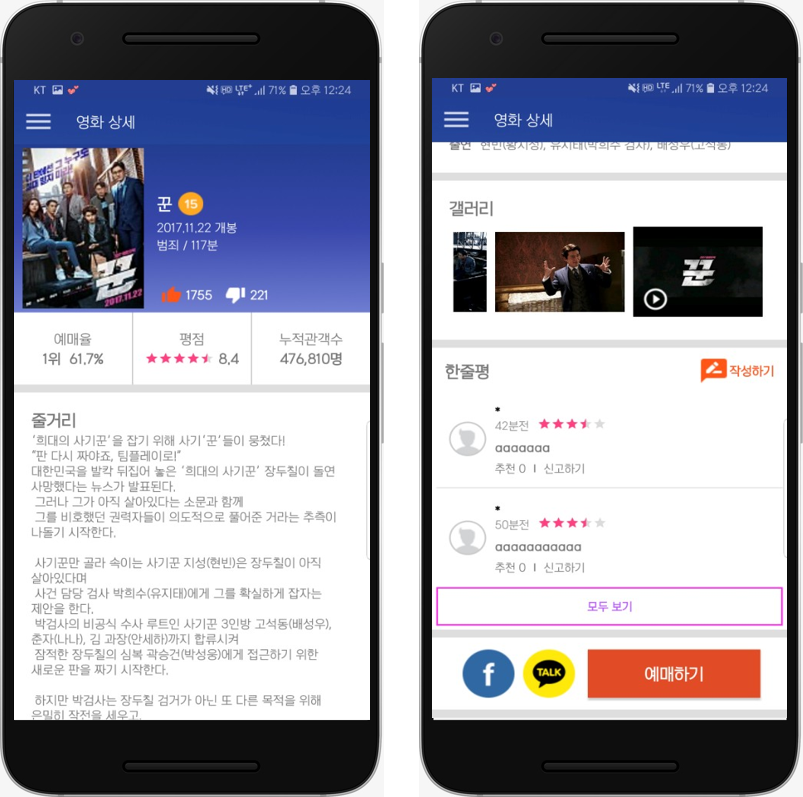 KT 71% 오후 12:24
영화 상세
꾼
2017.11.22
꾼 15
2017.11.22 개봉
범죄 / 117분
1755 221
예매율 평점 누적관객수
1위 61.7% 8.4 476,810명
줄거리
'희대의 사기꾼'을 잡기 위해 사기'꾼'들이 뭉쳤다!
"판 다시 짜야죠, 팀플레이로!"
대한민국을 발칵 뒤집어 놓은 '희대의 사기꾼' 장두칠이 돌연
사망했다는 뉴스가 발표된다.
그러나 그가 아직 살아있다는 소문과 함께
그를 비호했던 권력자들이 의도적으로 풀어준 거라는 추측이
나돌기 시작한다.
사기꾼만 골라 속이는 사기꾼 지성(현빈)은 장두칠이 아직
살아있다며
사건 담당 검사 박희수(유지태)에게 그를 확실하게 잡자는
제안을 한다.
박검사의 비공식 수사 루트인 사기꾼 3인방 고석동(배성우),
춘자(나나), 김 과장(안세하)까지 합류시켜
잠적한 장두칠의 심복 곽승건(박성웅)에게 접근하기 위한
새로운 판을 짜기 시작한다.
하지만 박검사는 장두칠 검거가 아닌 또 다른 목적을 위해
은밀히 작전을 세우고,
KT LTE 71% 오후 12:24
영화 상세
출연 현빈(황지성), 유지태(박희수 검사), 배성우(고석동)
갤러리
꾼
한줄평 작성하기
*
42분전
aaaaaaa
추천 0 | 신고하기
*
50분전
aaaaaaaaaaa
추천 0 | 신고하기
모두 보기
f TALK 예매하기